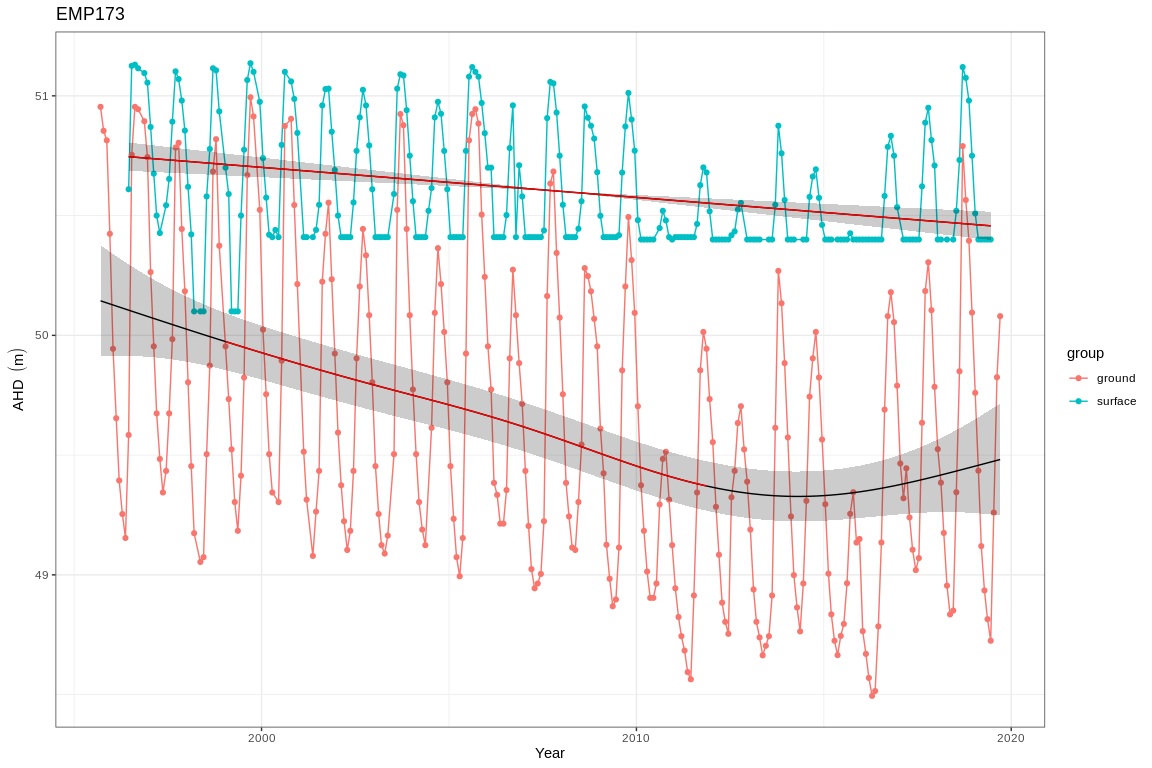 EMP173
51
50
49
AHD (m)
2000
2010
2020
Year
group
ground
surface